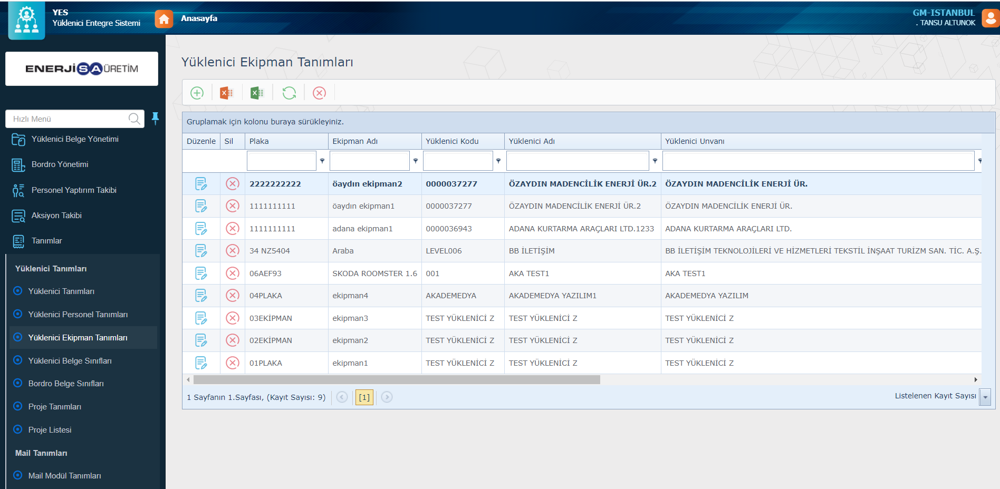 YES
Yüklenici Entegre Sistemi
Anasayfa
GM-ISTANBUL
. TANSU ALTUNOK
ENERJİSA ÜRETİM
Hızlı Menü
Yüklenici Belge Yönetimi
Bordro Yönetimi
Personel Yaptırım Takibi
Aksiyon Takibi
Tanımlar
Yüklenici Tanımları
Yüklenici Tanımları
Yüklenici Personel Tanımları
Yüklenici Ekipman Tanımları
Yüklenici Belge Sınıfları
Bordro Belge Sınıfları
Proje Tanımları
Proje Listesi
Mail Tanımları
Mail Modül Tanımları
Yüklenici Ekipman Tanımları
Gruplamak için kolonu buraya sürükleyiniz.
Düzenle Sil Plaka Ekipman Adı Yüklenici Kodu Yüklenici Adı Yüklenici Unvanı
2222222222 öaydın ekipman2 0000037277 ÖZAYDIN MADENCİLİK ENERJİ ÜR.2 ÖZAYDIN MADENCİLİK ENERJİ ÜR.
1111111111 öaydın ekipman1 0000037277 ÖZAYDIN MADENCİLİK ENERJİ ÜR.2 ÖZAYDIN MADENCİLİK ENERJİ ÜR.
1111111111 adana ekipman1 0000036943 ADANA KURTARMA ARAÇLARI LTD.1233 ADANA KURTARMA ARAÇLARI LTD.
34 NZ5404 Araba LEVEL006 BB İLETİŞİM BB İLETİŞİM TEKNOLOJİLERİ VE HİZMETLERİ TEKSTİL İNŞAAT TURİZM SAN. TİC. A.Ş.
06AEF93 SKODA ROOMSTER 1.6 001 AKA TEST1 AKA TEST1
04PLAKA ekipman4 AKADEMEDYA AKADEMEDYA YAZILIM1 AKADEMEDYA YAZILIM
03EKİPMAN ekipman3 TEST YÜKLENİCİ Z TEST YÜKLENİCİ Z TEST YÜKLENİCİ Z
02EKİPMAN ekipman2 TEST YÜKLENİCİ Z TEST YÜKLENİCİ Z TEST YÜKLENİCİ Z
01PLAKA ekipman1 TEST YÜKLENİCİ Z TEST YÜKLENİCİ Z TEST YÜKLENİCİ Z
1 Sayfanın 1.Sayfası, (Kayıt Sayısı: 9) [1] Listelenen Kayıt Sayısı